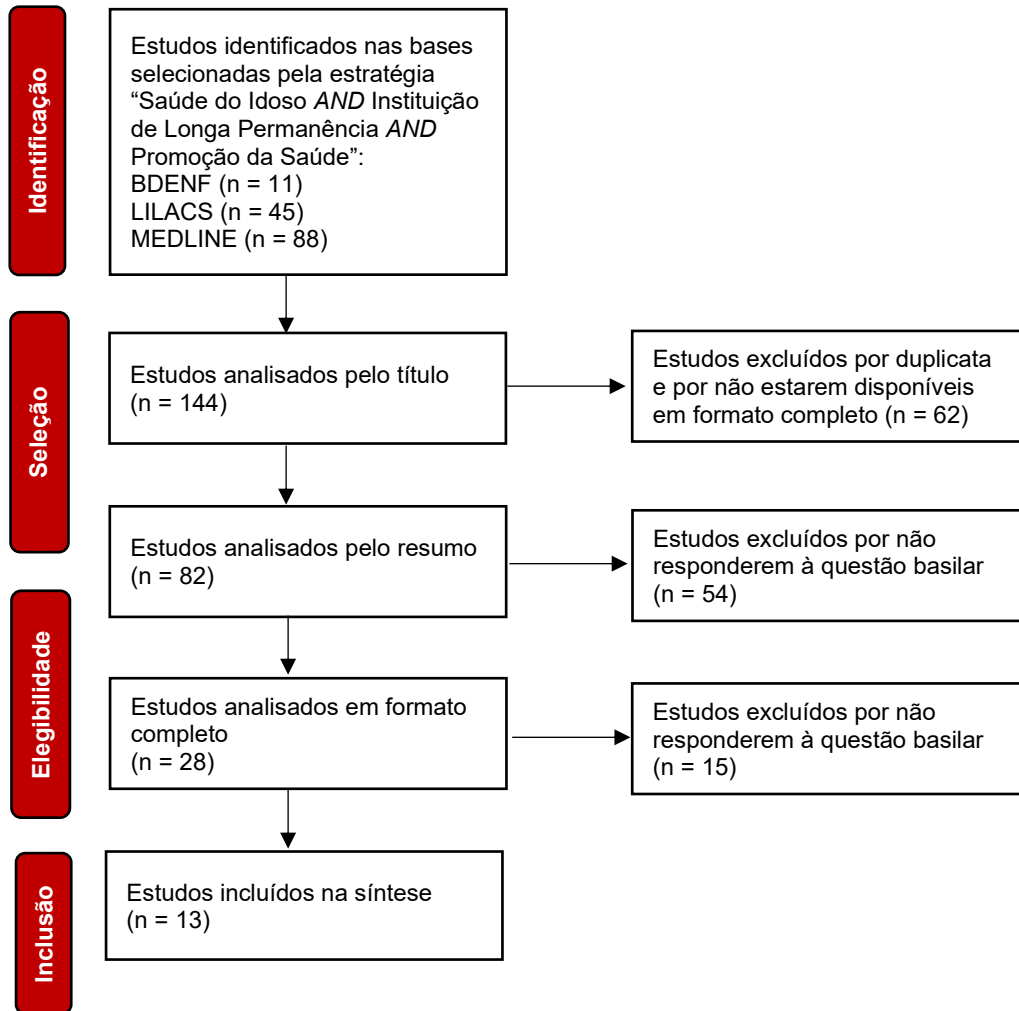 Identificação
Estudos identificados nas bases
selecionadas pela estratégia
“Saúde do Idoso AND Instituição
de Longa Permanência AND
Promoção da Saúde”:
BDENF (n = 11)
LILACS (n = 45)
MEDLINE (n = 88)
Seleção
Estudos analisados pelo título
(n = 144)
Estudos excluídos por duplicata
e por não estarem disponíveis
em formato completo (n = 62)
Estudos analisados pelo resumo
(n = 82)
Estudos excluídos por não
responderem à questão basilar
(n = 54)
Elegibilidade
Estudos analisados em formato
completo
(n = 28)
Estudos excluídos por não
responderem à questão basilar
(n = 15)
Inclusão
Estudos incluídos na síntese
(n = 13)